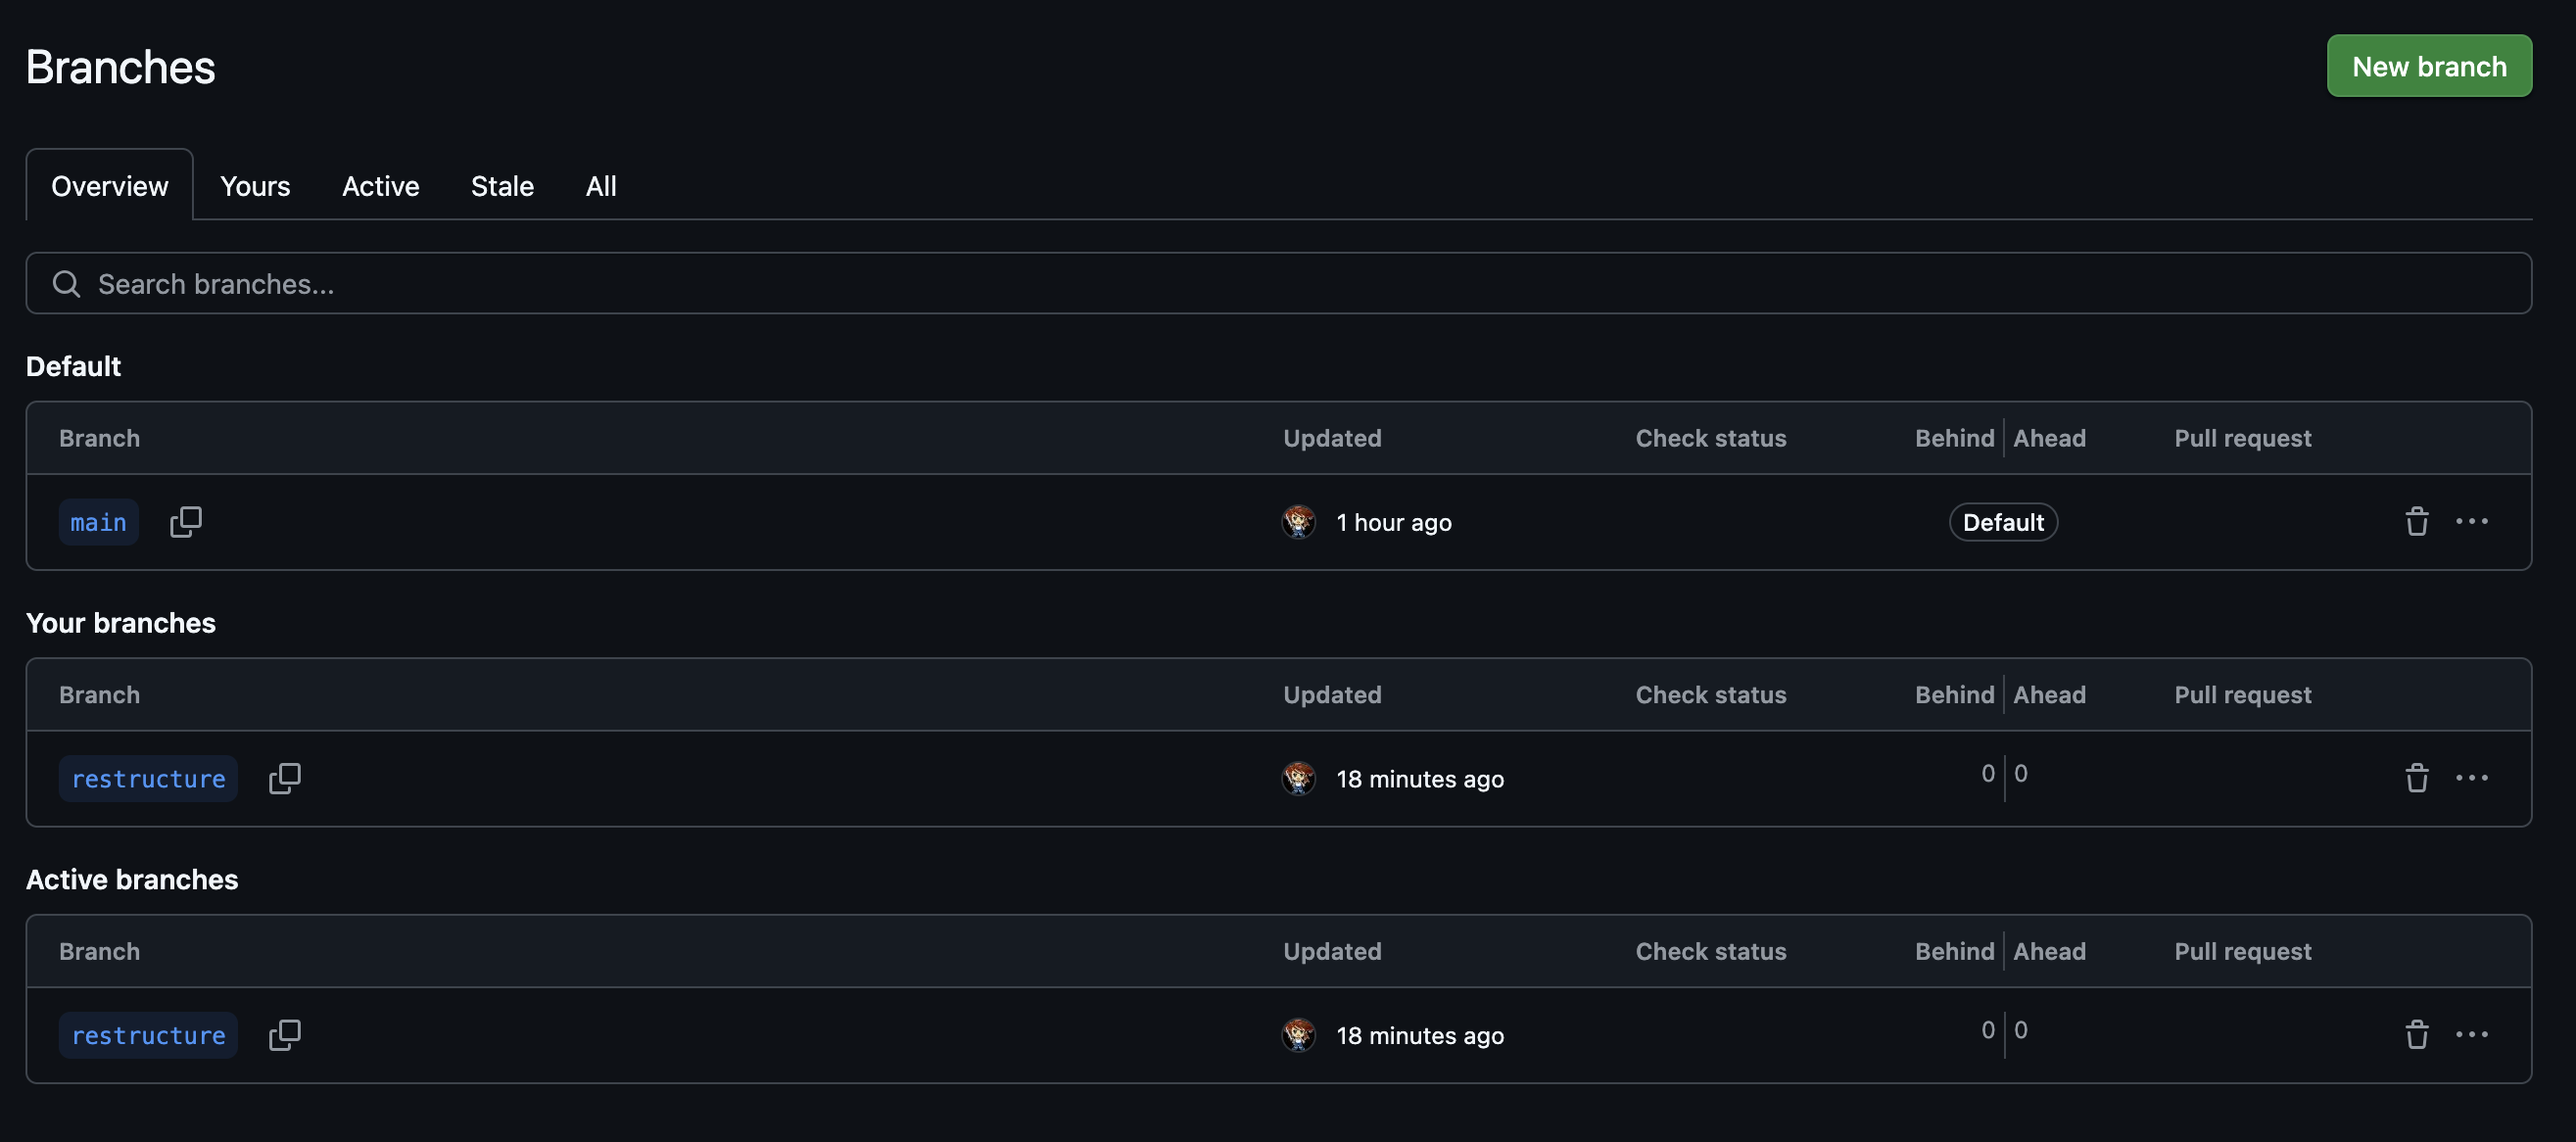 Branches
New branch
Overview Yours Active Stale All
Search branches...
Default
Branch Updated Check status Behind Ahead Pull request
main 1 hour ago Default
Your branches
Branch Updated Check status Behind Ahead Pull request
restructure 18 minutes ago 0 0
Active branches
Branch Updated Check status Behind Ahead Pull request
restructure 18 minutes ago 0 0